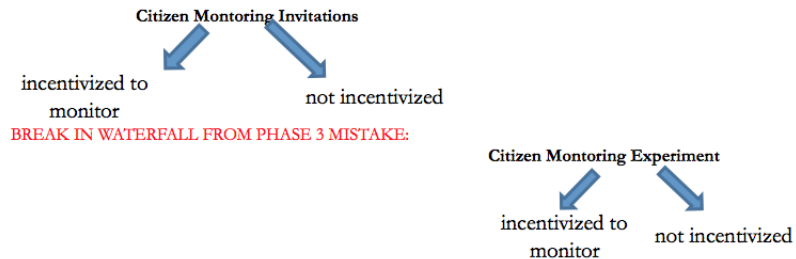 Citizen Montoring Invitations
incentivized to
monitor
not incentivized
BREAK IN WATERFALL FROM PHASE 3 MISTAKE:
Citizen Montoring Experiment
incentivized to
monitor
not incentivized